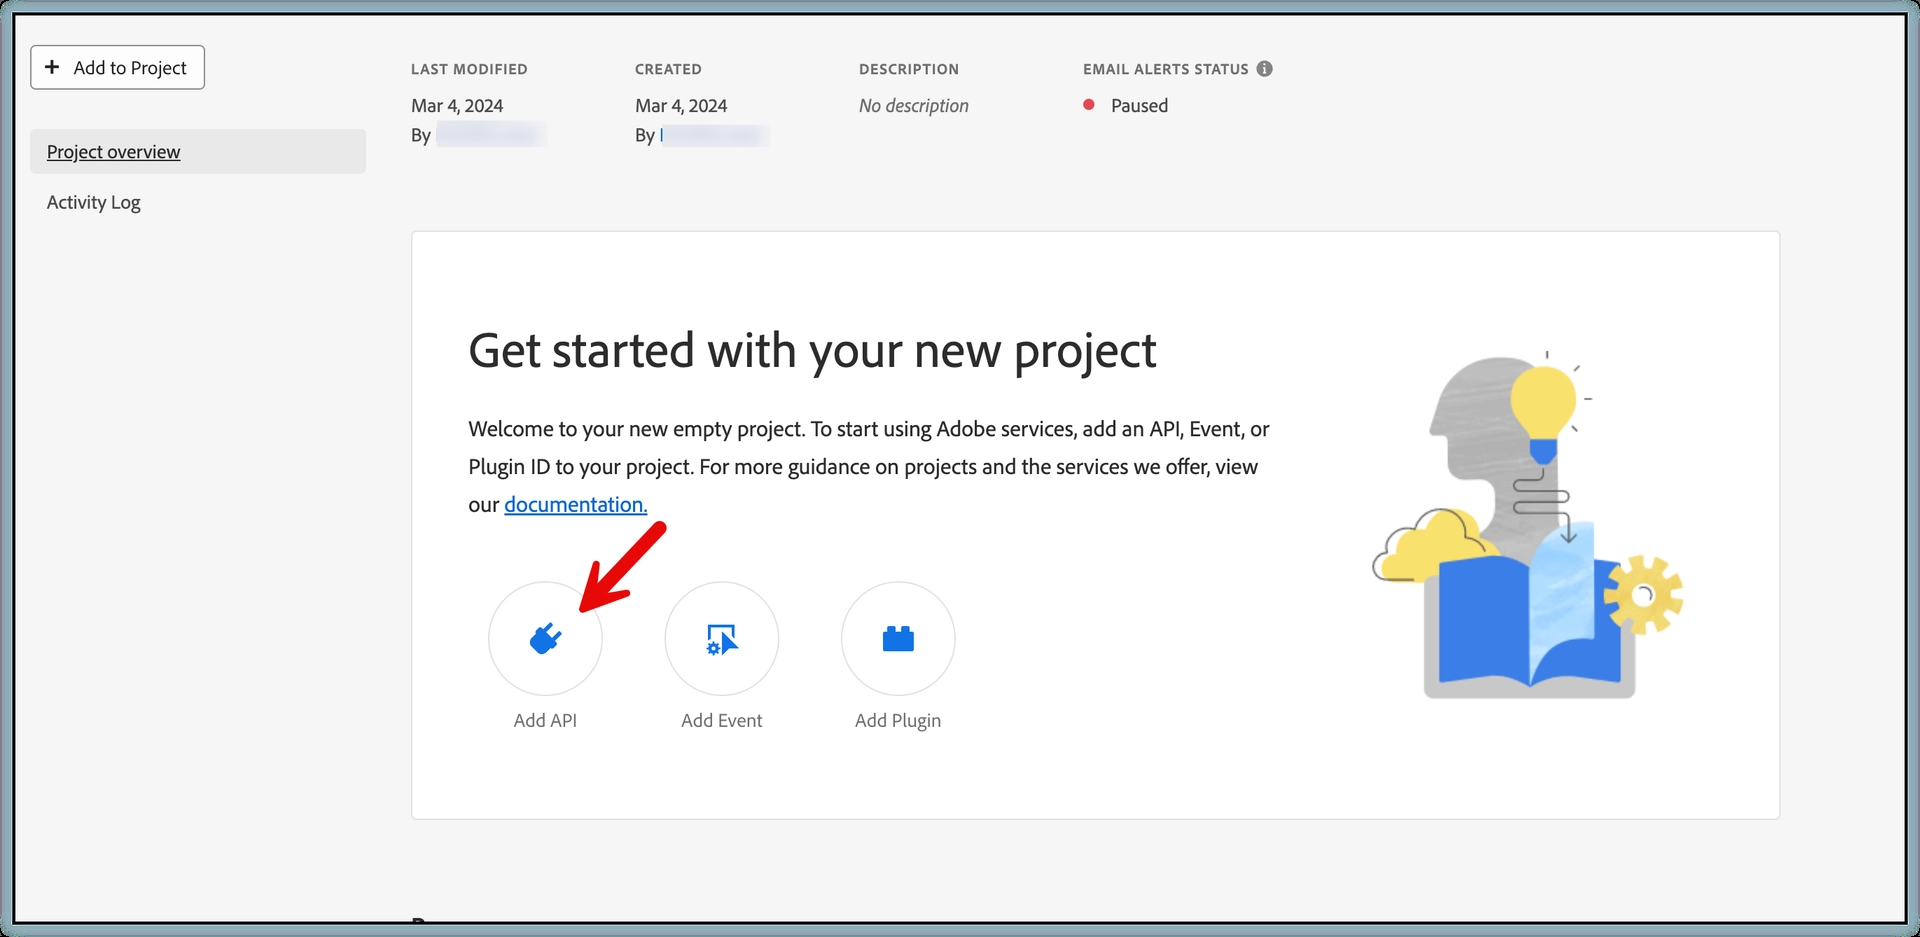 + Add to Project
Project overview
Activity Log
LAST MODIFIED
Mar 4, 2024
By
CREATED
Mar 4, 2024
By
DESCRIPTION
No description
EMAIL ALERTS STATUS
Paused
Get started with your new project
Welcome to your new empty project. To start using Adobe services, add an API, Event, or
Plugin ID to your project. For more guidance on projects and the services we offer, view
our documentation.
Add API
Add Event
Add Plugin